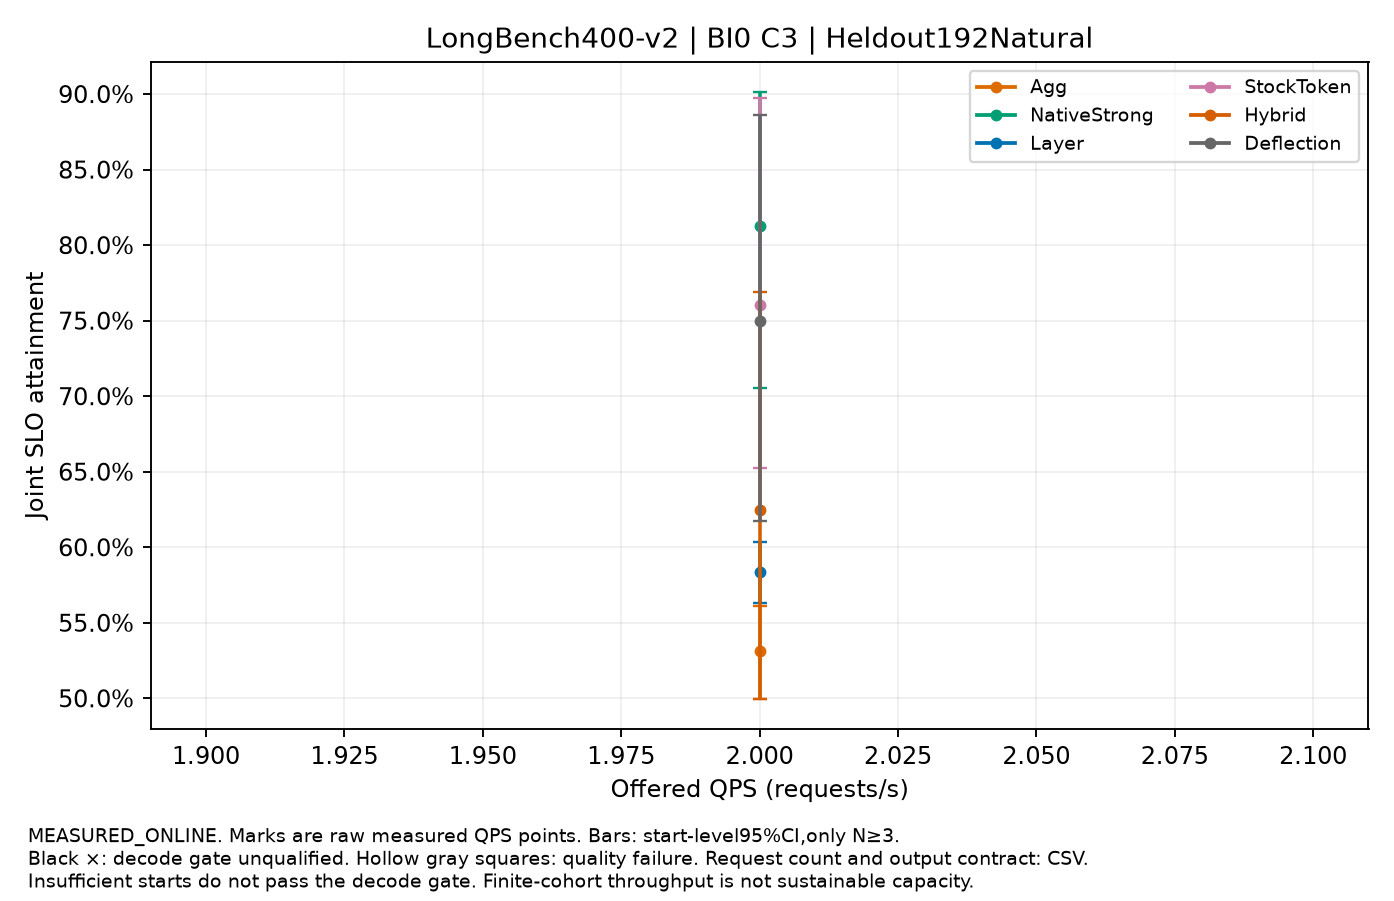 LongBench400-v2 | BI0 C3 | Heldout192Natural
Agg
NativeStrong
Layer
StockToken
Hybrid
Deflection
Joint SLO attainment
90.0%
85.0%
80.0%
75.0%
70.0%
65.0%
60.0%
55.0%
50.0%
1.900 1.925 1.950 1.975 2.000 2.025 2.050 2.075 2.100
Offered QPS (requests/s)
MEASURED_ONLINE. Marks are raw measured QPS points. Bars: start-level95%CI,only N≥3.
Black ×: decode gate unqualified. Hollow gray squares: quality failure. Request count and output contract: CSV.
Insufficient starts do not pass the decode gate. Finite-cohort throughput is not sustainable capacity.